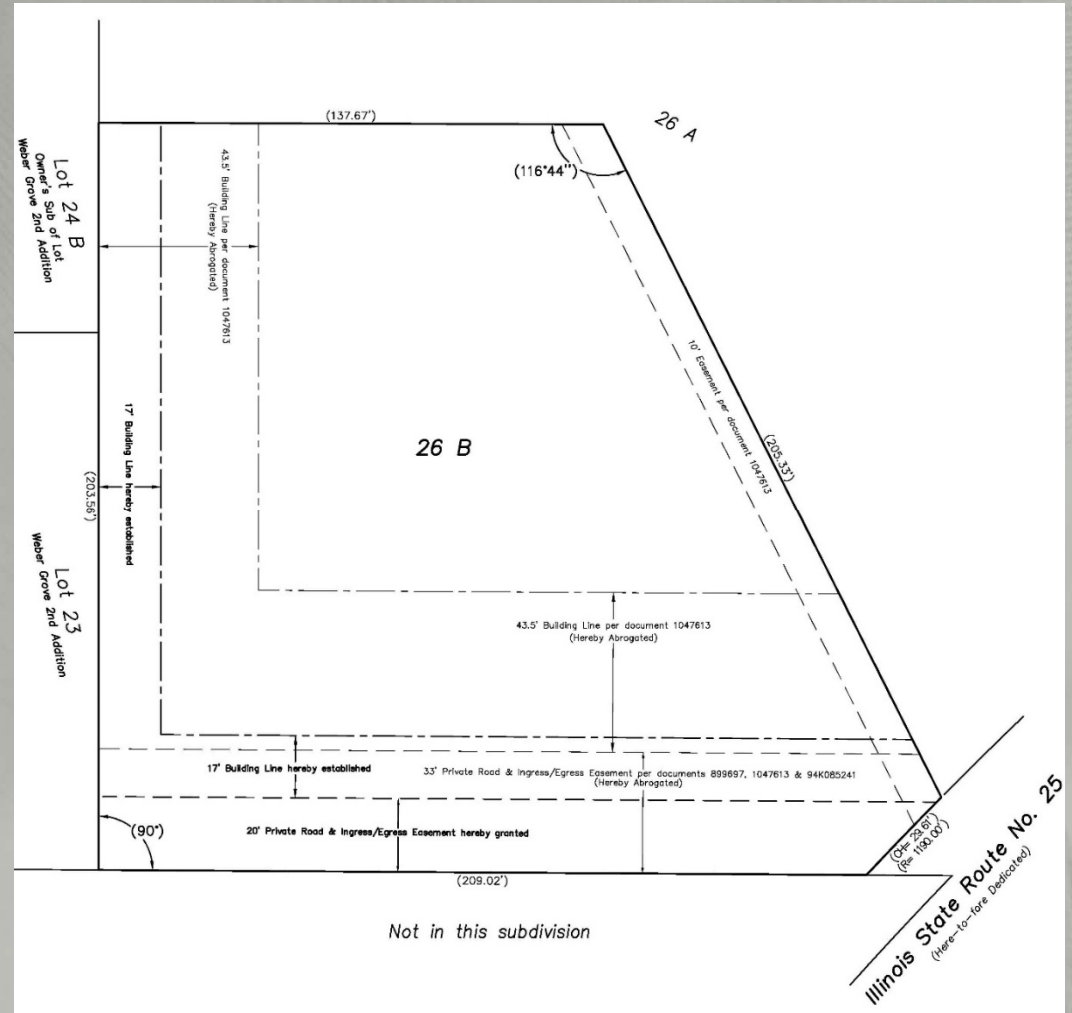 (137.67')
26 A
(116°44")
Lot 24 B
Owner's Sub of Lot
Weber Grove 2nd Addition
43.5' Building Line per document 1047613
(Hereby Abrogated)
10' Easement per document 1047613
(205.33')
26 B
17' Building Line hereby established
(203.56')
Lot 23
Weber Grove 2nd Addition
43.5' Building Line per document 1047613
(Hereby Abrogated)
17' Building Line hereby established
33' Private Road & Ingress/Egress Easement per documents 899697, 1047613 & 94K085241
(Hereby Abrogated)
20' Private Road & Ingress/Egress Easement hereby granted
(90°)
(209.02')
(CH= 29.61')
(R= 1190.00')
Illinois State Route No. 25
(Here-to-fore Dedicated)
Not in this subdivision